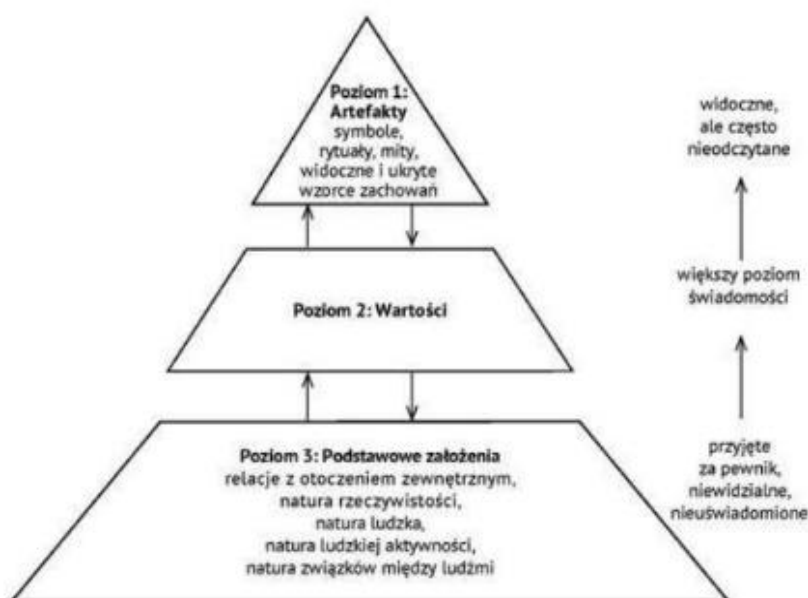 Poziom 1:
Artefakty
symbole,
rytuały, mity,
widoczne i ukryte
wzorce zachowań
widoczne,
ale często
nieodczytane
Poziom 2: Wartości
większy poziom
świadomości
Poziom 3: Podstawowe założenia
relacje z otoczeniem zewnętrznym,
natura rzeczywistości,
natura ludzka,
natura ludzkiej aktywności,
natura związków między ludźmi
przyjęte
za pewnik,
niewidzialne,
nieuświadomione